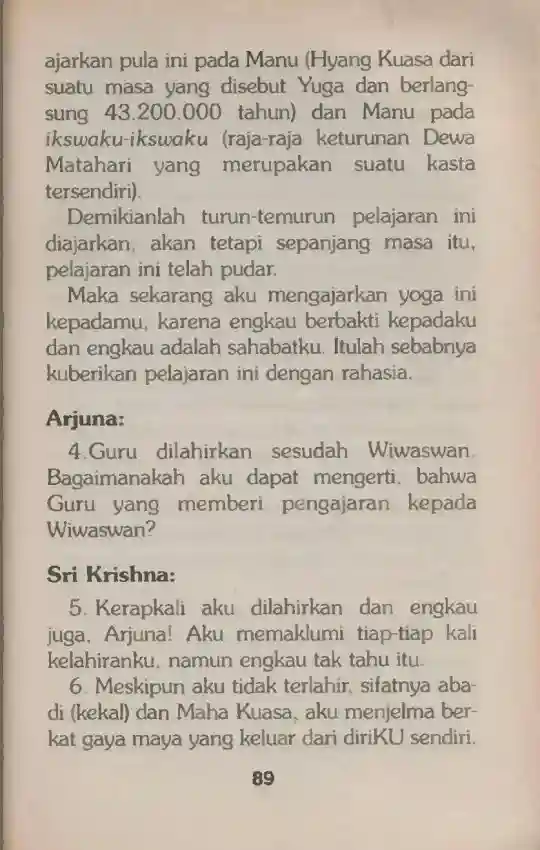 ajarkan pula ini pada Manu (Hyang Kuasa dari
suatu masa yang disebut Yuga dan berlang-
sung 43.200.000 tahun) dan Manu pada
ikswaku-ikswaku (raja-raja keturunan Dewa
Matahari yang merupakan suatu kasta
tersendiri).
Demikianlah turun-temurun pelajaran ini
diajarkan, akan tetapi sepanjang masa itu,
pelajaran ini telah pudar.
Maka sekarang aku mengajarkan yoga ini
kepadamu, karena engkau berbakti kepadaku
dan engkau adalah sahabatku. Itulah sebabnya
kuberikan pelajaran ini dengan rahasia.
Arjuna:
4.Guru dilahirkan sesudah Wiwaswan.
Bagaimanakah aku dapat mengerti, bahwa
Guru yang memberi pengajaran kepada
Wiwaswan?
Sri Krishna:
5. Kerapkali aku dilahirkan dan engkau
juga, Arjuna! Aku memaklumi tiap-tiap kali
kelahiranku, namun engkau tak tahu itu.
6. Meskipun aku tidak terlahir, sifatnya aba-
di (kekal) dan Maha Kuasa, aku menjelma ber-
kat gaya maya yang keluar dari diriKU sendiri.
89